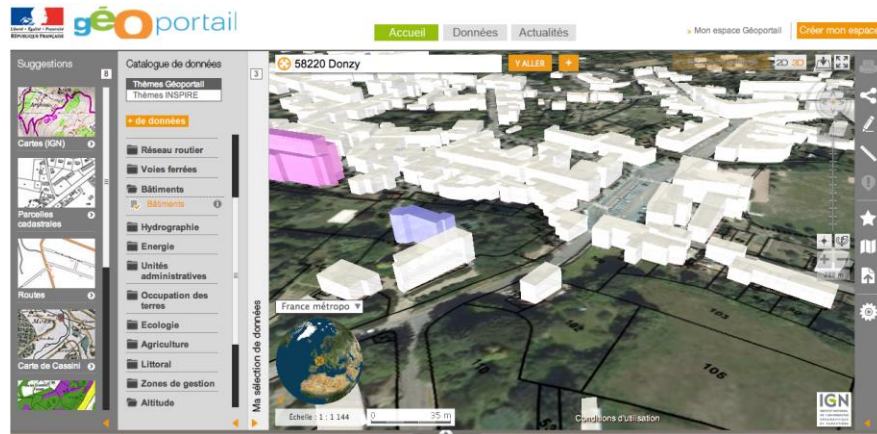 Liberté • Égalité • Fraternité
RÉPUBLIQUE FRANÇAISE
géoportail
Accueil
Données
Actualités
Mon espace Géoportail
Créer mon espace
Suggestions
8
Cartes (IGN)
Parcelles
cadastrales
Routes
Carte de Cassini
Catalogue de données
Thèmes Géoportail
Thèmes INSPIRE
+ de données
Réseau routier
Voies ferrées
Bâtiments
Bâtiments
Hydrographie
Energie
Unités
administratives
Occupation des
terres
Ecologie
Agriculture
Littoral
Zones de gestion
Altitude
3
Ma sélection de données
58220 Donzy
Y ALLER
+
2D 3D
France métropo
Échelle : 1 : 1 144
0 35 m
103
102
110
105
Conditions d'utilisation
IGN